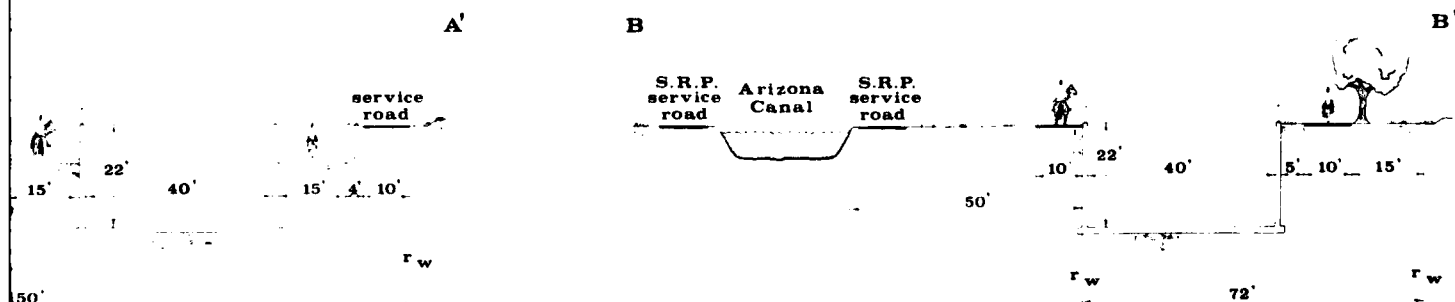 A'
service
road
22'
15'
40'
15'
4'
10'
r w
150'
B
B'
S.R.P.
service
road
Arizona
Canal
S.R.P.
service
road
10'
22'
40'
5'
10'
15'
50'
r w
r w
72'